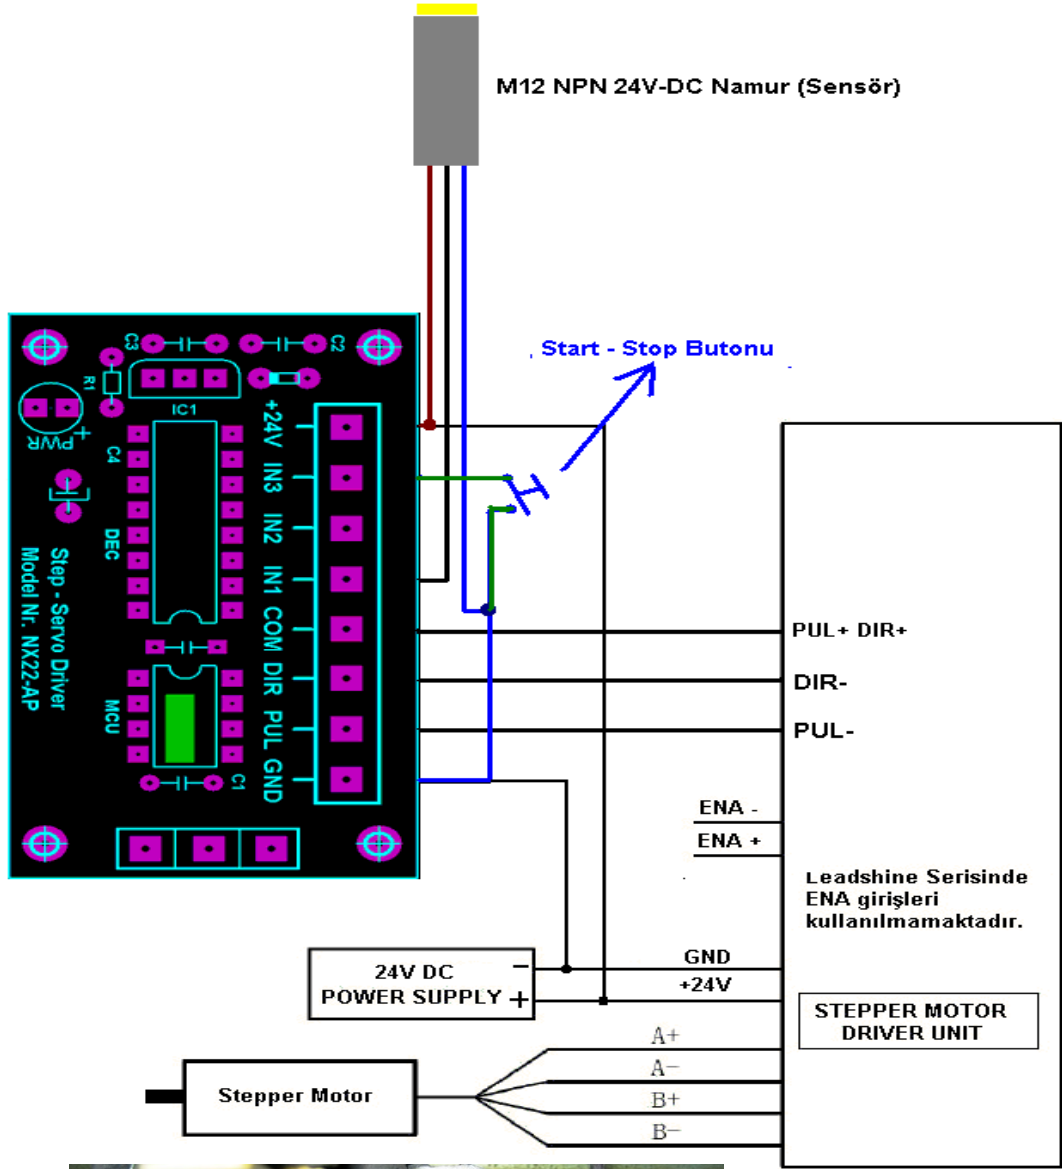 M12 NPN 24V-DC Namur (Sensör)
Start - Stop Butonu
C3
C2
R1
IC1
PWR
+
C4
DEC
MCU
C1
Step - Servo Driver
Model Nr. NX22-AP
+24V
IN3
IN2
IN1
COM
DIR
PUL
GND
PUL+ DIR+
DIR-
PUL-
ENA -
ENA +
Leadshine Serisinde
ENA girişleri
kullanılmamaktadır.
24V DC
POWER SUPPLY
-
+
GND
+24V
STEPPER MOTOR
DRIVER UNIT
Stepper Motor
A+
A-
B+
B-